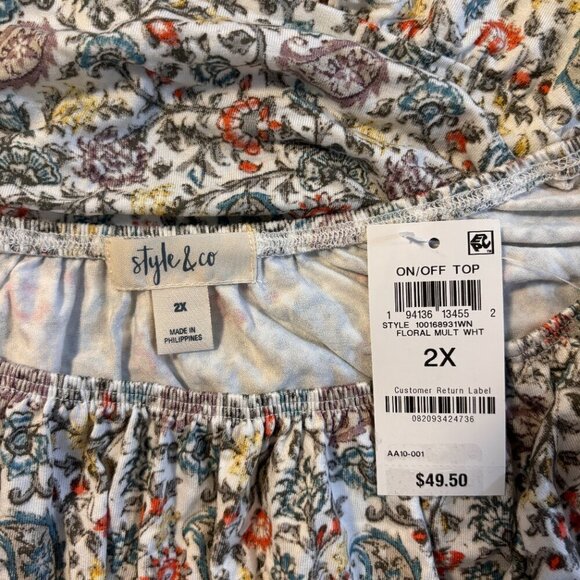 style & co
2X
MADE IN
PHILIPPINES
ON/OFF TOP
1 94136 13455 2
STYLE 100168931WN
FLORAL MULT WHT
2X
Customer Return Label
082093424736
AA10-001
$49.50